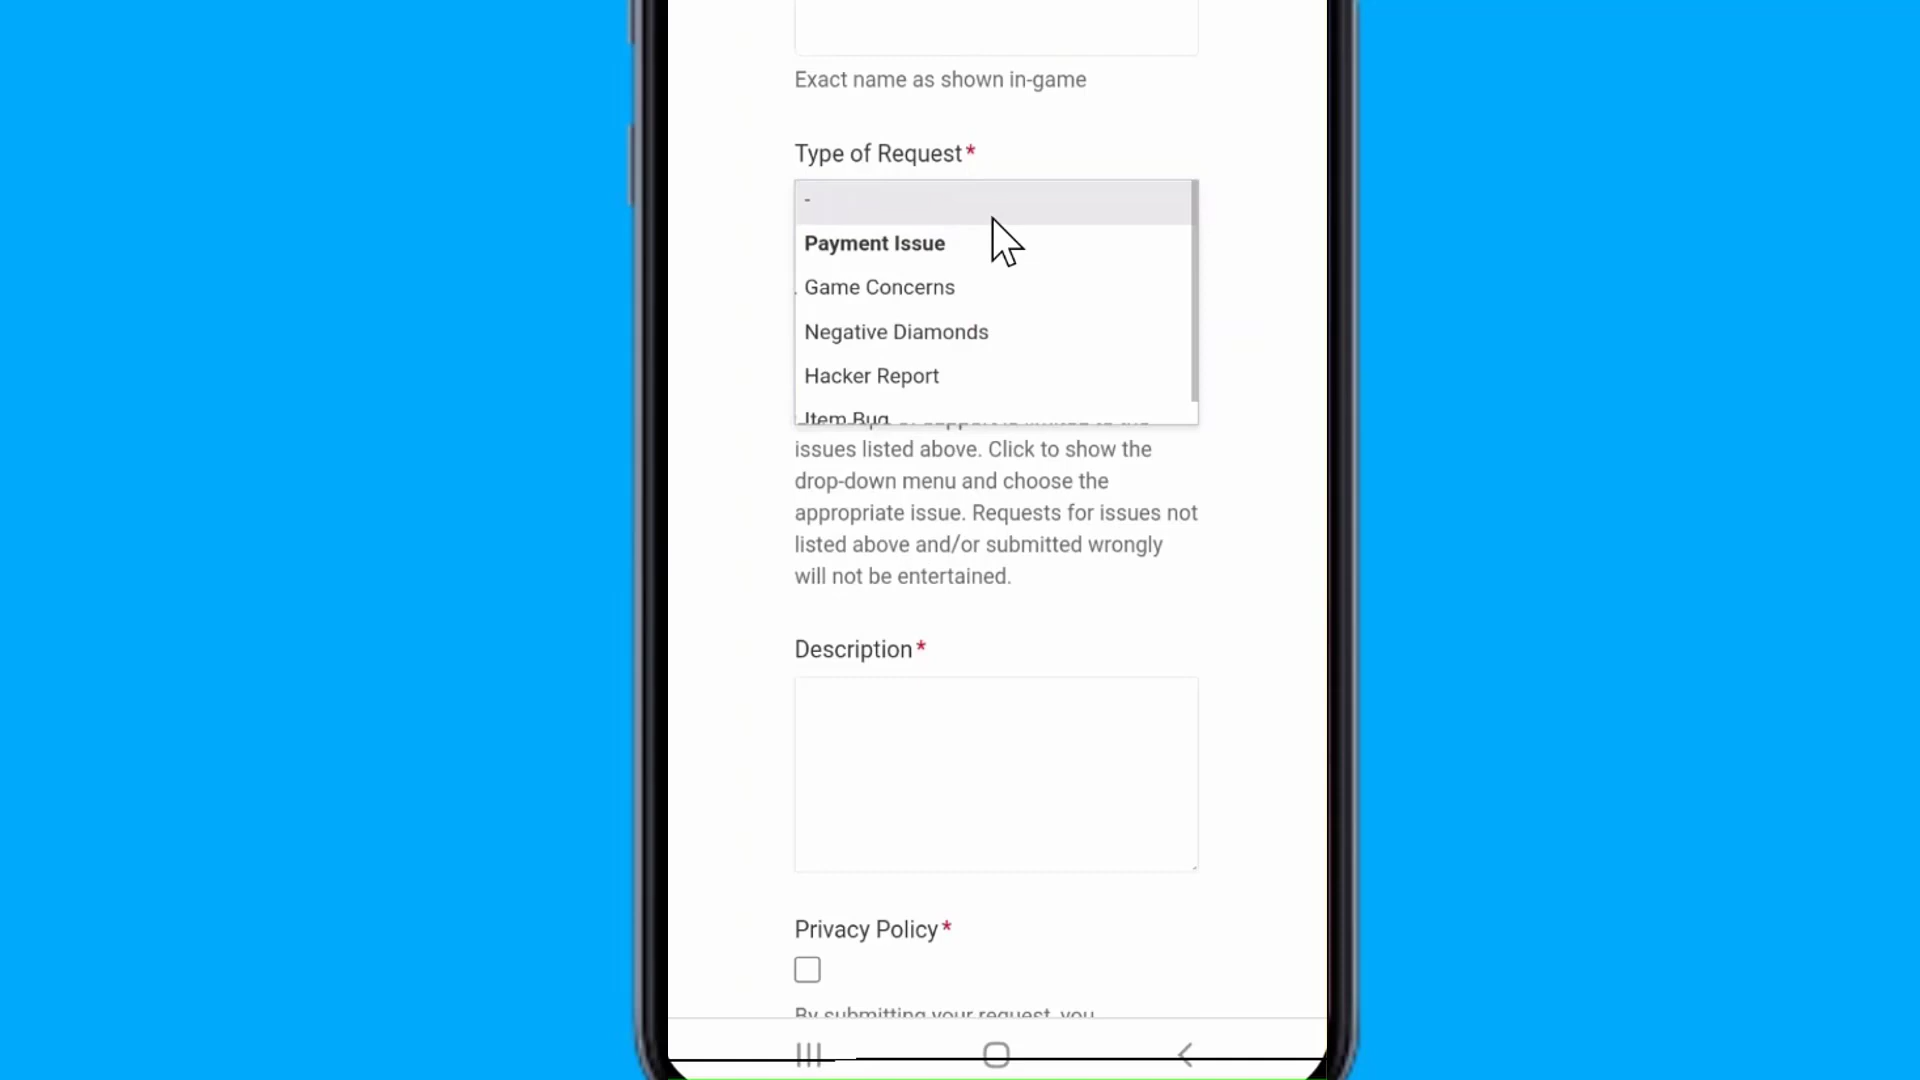 Exact name as shown in-game
Type of Request*
-
Payment Issue
Game Concerns
Negative Diamonds
Hacker Report
Item Bug
issues listed above. Click to show the
drop-down menu and choose the
appropriate issue. Requests for issues not
listed above and/or submitted wrongly
will not be entertained.
Description*
Privacy Policy*
By submitting your request, you